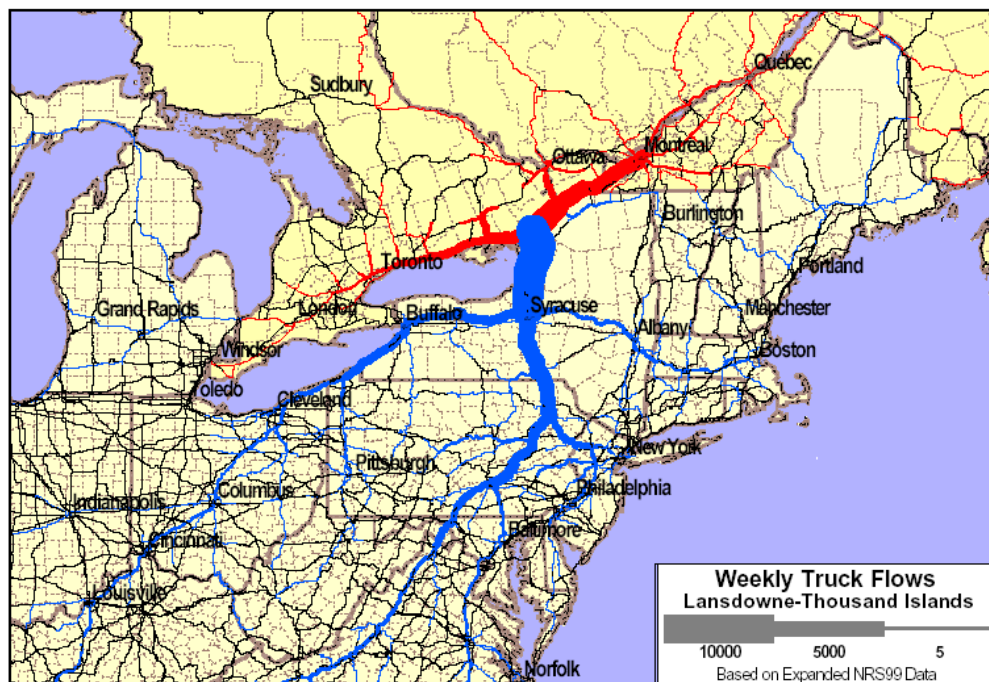 Quebec
Sudbury
Montreal
Ottawa
Burlington
Toronto
Portland
Grand Rapids
London
Buffalo
Syracuse
Manchester
Albany
Windsor
Boston
Toledo
Cleveland
New York
Pittsburgh
Columbus
Philadelphia
Indianapolis
Baltimore
Cincinnati
Louisville
Norfolk
Weekly Truck Flows
Lansdowne-Thousand Islands
10000 5000 5
Based on Expanded NRS99 Data